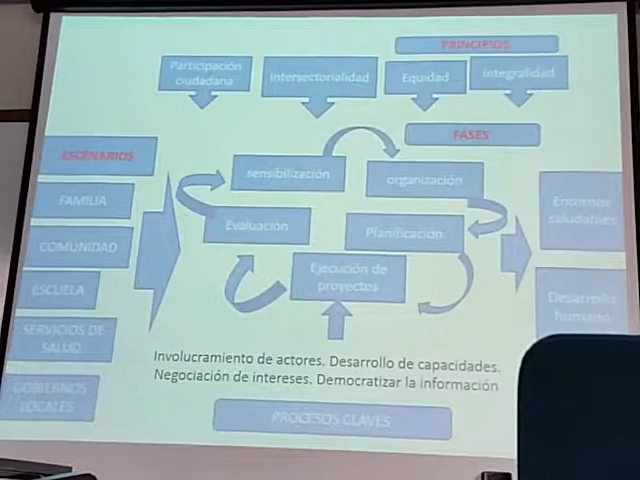 PRINCIPIOS
Participación
ciudadana
Intersectorialidad
Equidad
Integralidad
FASES
ESCENARIOS
sensibilización
organización
FAMILIA
Entornos
saludables
Evaluación
Planificación
COMUNIDAD
Ejecución de
proyectos
ESCUELA
Desarrollo
humano
SERVICIOS DE
SALUD
Involucramiento de actores. Desarrollo de capacidades.
Negociación de intereses. Democratizar la información
GOBIERNOS
LOCALES
PROCESOS CLAVES